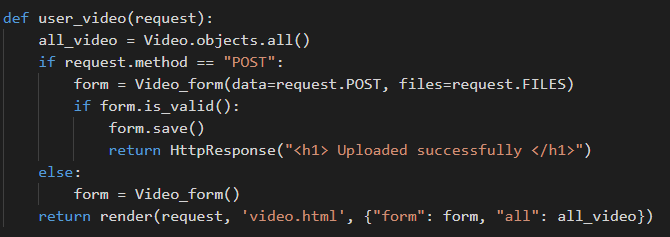 def user_video(request):
    all_video = Video.objects.all()
    if request.method == "POST":
        form = Video_form(data=request.POST, files=request.FILES)
        if form.is_valid():
            form.save()
            return HttpResponse("<h1> Uploaded successfully </h1>")
    else:
        form = Video_form()
    return render(request, 'video.html', {"form": form, "all": all_video})